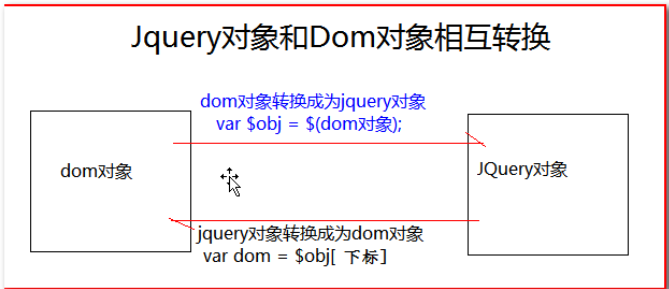 Jquery对象和Dom对象相互转换
dom对象转换成为jquery对象
var $obj = $(dom对象);
dom对象
JQuery对象
jquery对象转换成为dom对象
var dom = $obj[ 下标]